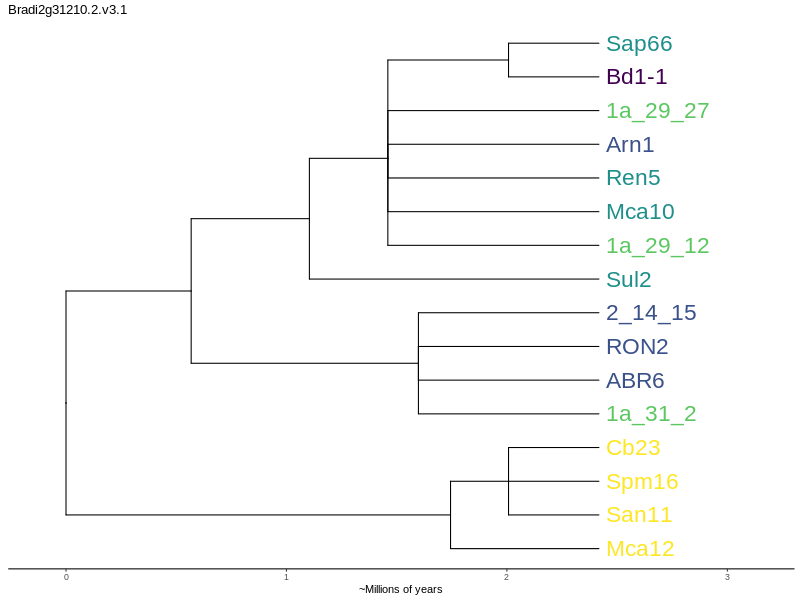 Bradi2g31210.2.v3.1
Sap66
Bd1-1
1a_29_27
Arn1
Ren5
Mca10
1a_29_12
Sul2
2_14_15
RON2
ABR6
1a_31_2
Cb23
Spm16
San11
Mca12
0 1 2 3
~Millions of years